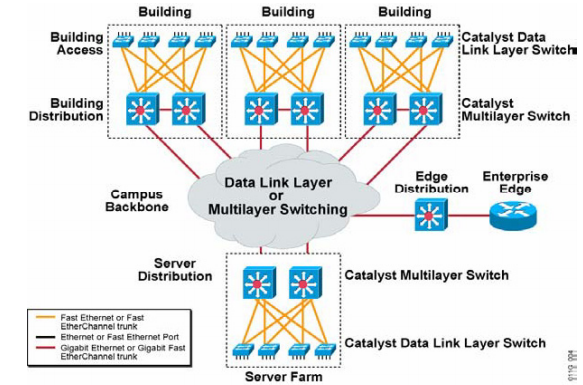 Building
Building
Building
Building
Access
Catalyst Data
Link Layer Switch
Building
Distribution
Catalyst
Multilayer Switch
Data Link Layer
or
Multilayer Switching
Campus
Backbone
Edge
Distribution
Enterprise
Edge
Server
Distribution
Catalyst Multilayer Switch
Fast Ethernet or Fast
EtherChannel trunk
Ethernet or Fast Ethernet Port
Gigabit Ethernet or Gigabit Fast
EtherChannel trunk
Catalyst Data Link Layer Switch
Server Farm